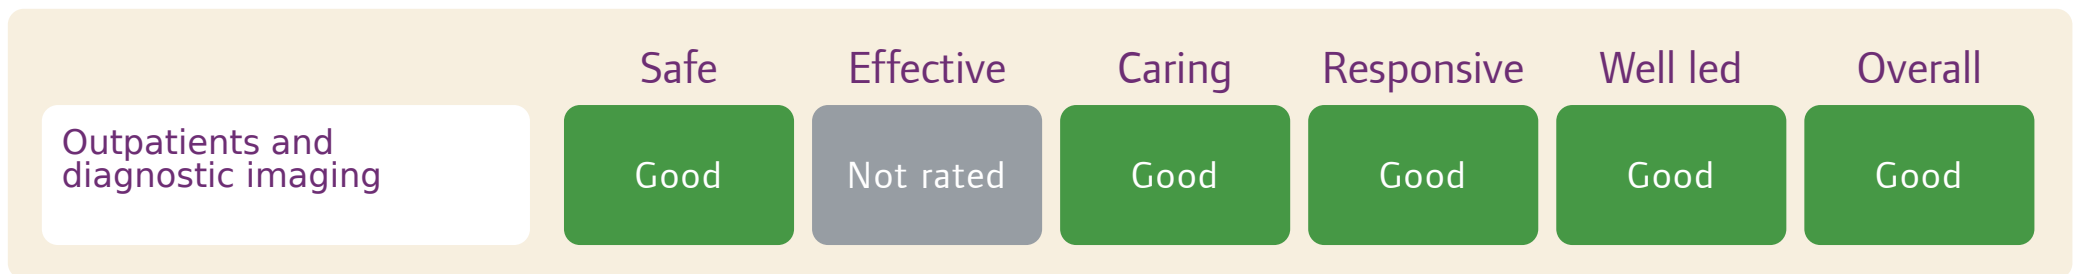 Safe Effective Caring Responsive Well led Overall
Outpatients and
diagnostic imaging
Good Not rated Good Good Good Good